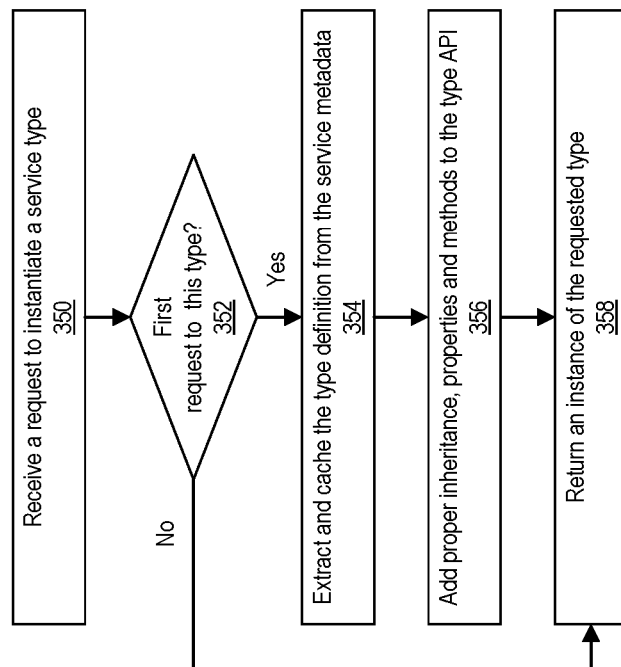 Receive a request to instantiate a service type
350
First
request to this type?
352
No
Yes
Extract and cache the type definition from the service metadata
354
Add proper inheritance, properties and methods to the type API
356
Return an instance of the requested type
358